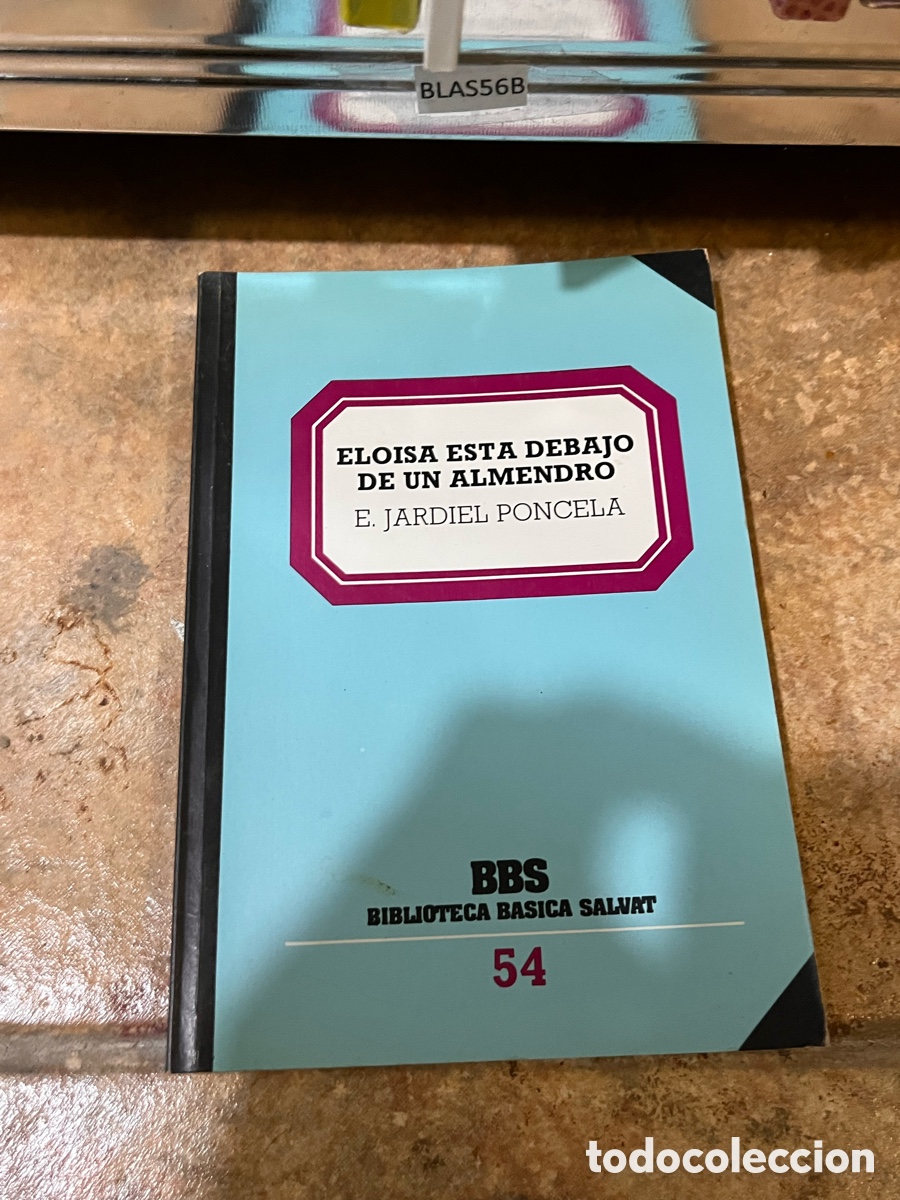 BLAS56B
ELOISA ESTA DEBAJO
DE UN ALMENDRO
E. JARDIEL PONCELA
BBS
BIBLIOTECA BASICA SALVAT
54
todocoleccion